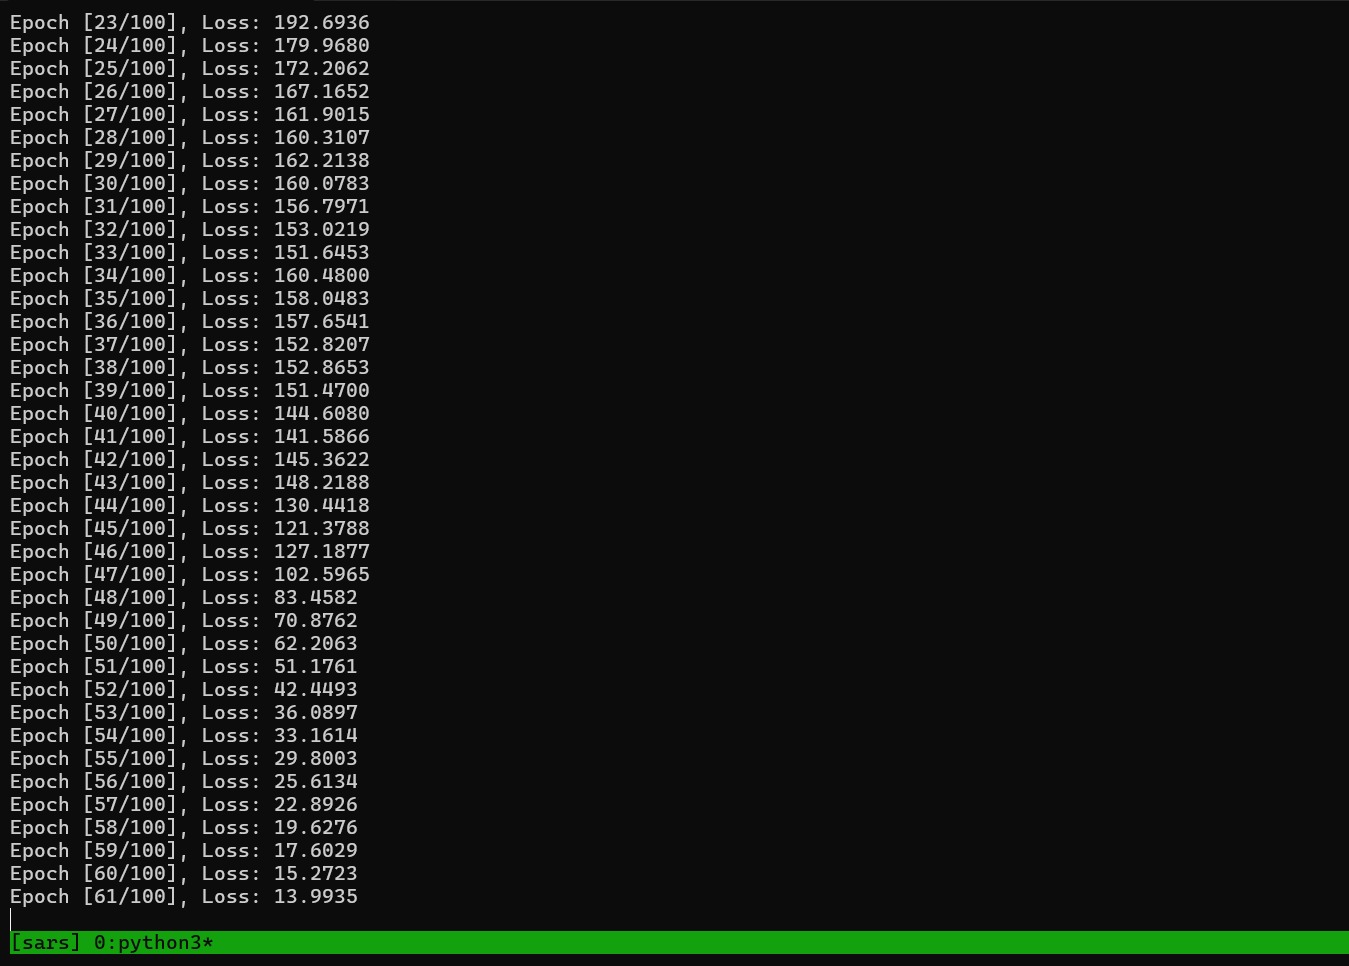 Epoch [23/100], Loss: 192.6936
Epoch [24/100], Loss: 179.9680
Epoch [25/100], Loss: 172.2062
Epoch [26/100], Loss: 167.1652
Epoch [27/100], Loss: 161.9015
Epoch [28/100], Loss: 160.3107
Epoch [29/100], Loss: 162.2138
Epoch [30/100], Loss: 160.0783
Epoch [31/100], Loss: 156.7971
Epoch [32/100], Loss: 153.0219
Epoch [33/100], Loss: 151.6453
Epoch [34/100], Loss: 160.4800
Epoch [35/100], Loss: 158.0483
Epoch [36/100], Loss: 157.6541
Epoch [37/100], Loss: 152.8207
Epoch [38/100], Loss: 152.8653
Epoch [39/100], Loss: 151.4700
Epoch [40/100], Loss: 144.6080
Epoch [41/100], Loss: 141.5866
Epoch [42/100], Loss: 145.3622
Epoch [43/100], Loss: 148.2188
Epoch [44/100], Loss: 130.4418
Epoch [45/100], Loss: 121.3788
Epoch [46/100], Loss: 127.1877
Epoch [47/100], Loss: 102.5965
Epoch [48/100], Loss: 83.4582
Epoch [49/100], Loss: 70.8762
Epoch [50/100], Loss: 62.2063
Epoch [51/100], Loss: 51.1761
Epoch [52/100], Loss: 42.4493
Epoch [53/100], Loss: 36.0897
Epoch [54/100], Loss: 33.1614
Epoch [55/100], Loss: 29.8003
Epoch [56/100], Loss: 25.6134
Epoch [57/100], Loss: 22.8926
Epoch [58/100], Loss: 19.6276
Epoch [59/100], Loss: 17.6029
Epoch [60/100], Loss: 15.2723
Epoch [61/100], Loss: 13.9935
[sars] 0:python3*